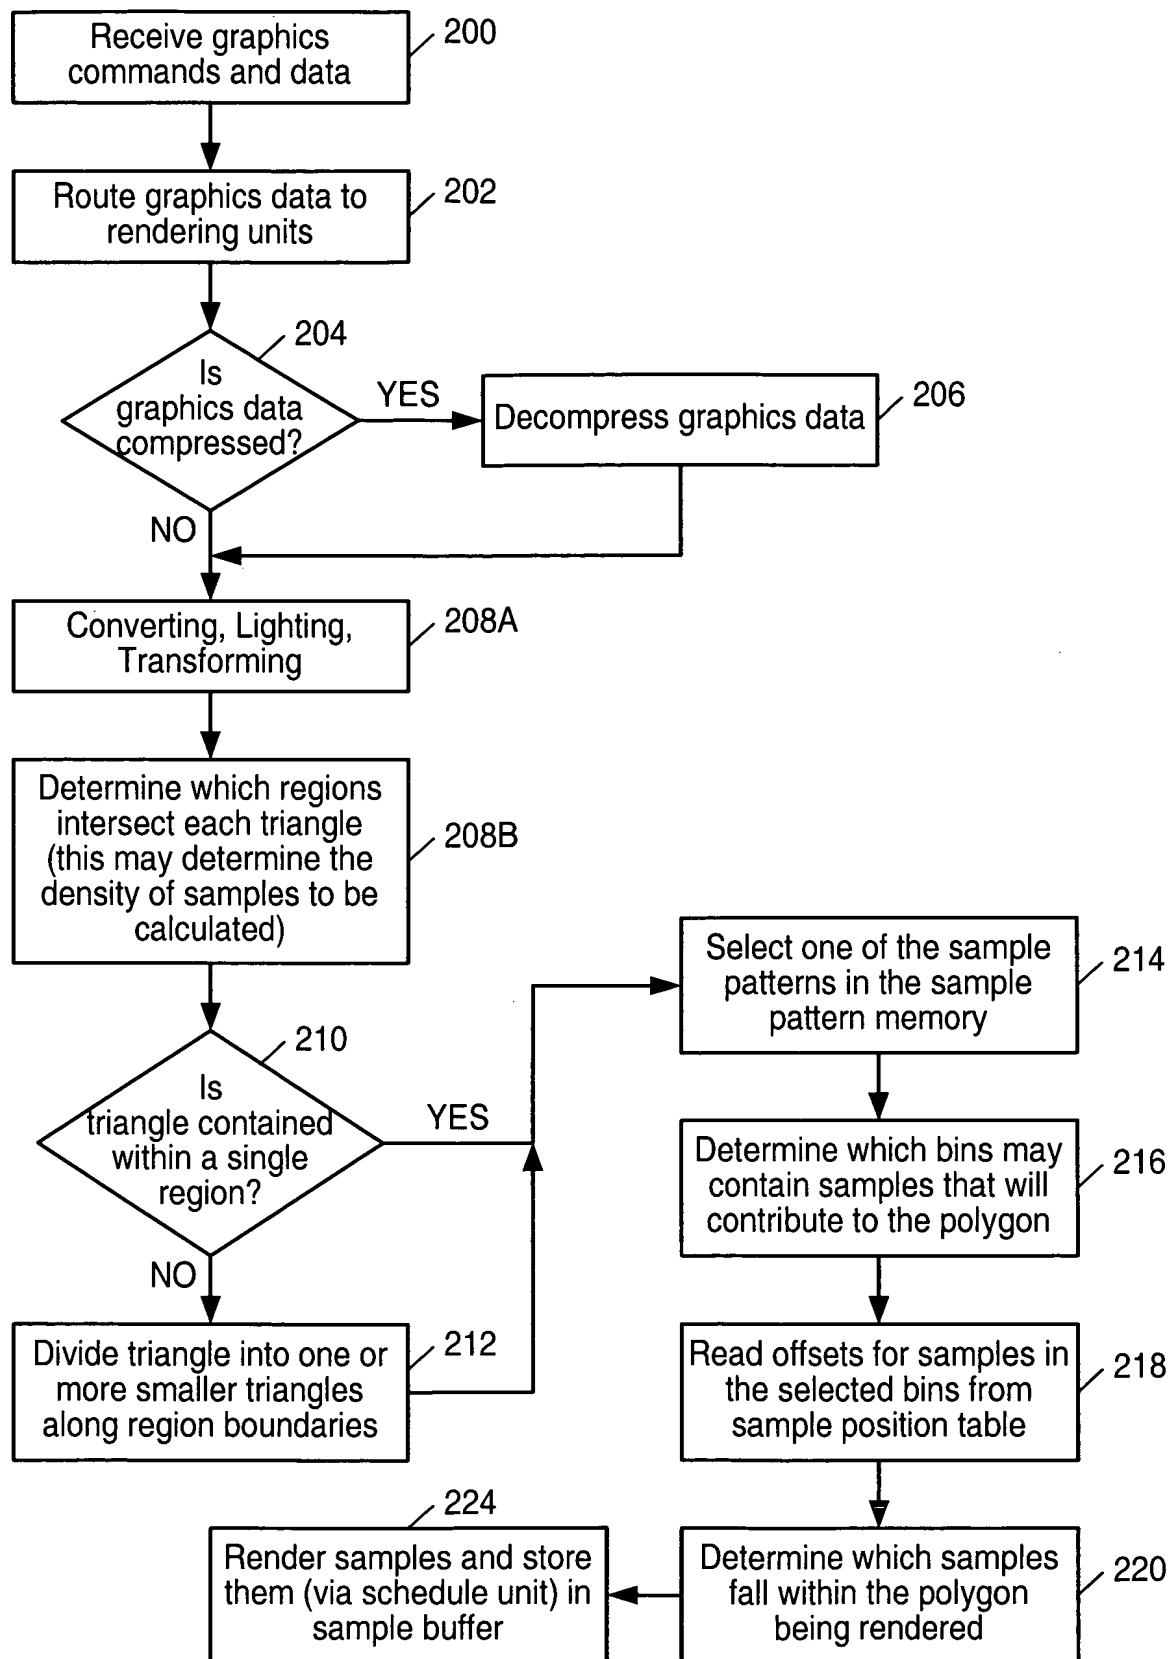 Receive graphics
commands and data
200
Route graphics data to
rendering units
202
204
Is
graphics data
compressed?
YES
Decompress graphics data
206
NO
Converting, Lighting,
Transforming
208A
Determine which regions
intersect each triangle
(this may determine the
density of samples to be
calculated)
208B
210
Is
triangle contained
within a single
region?
YES
NO
Divide triangle into one or
more smaller triangles
along region boundaries
212
Select one of the sample
patterns in the sample
pattern memory
214
Determine which bins may
contain samples that will
contribute to the polygon
216
Read offsets for samples in
the selected bins from
sample position table
218
Determine which samples
fall within the polygon
being rendered
220
224
Render samples and store
them (via schedule unit) in
sample buffer